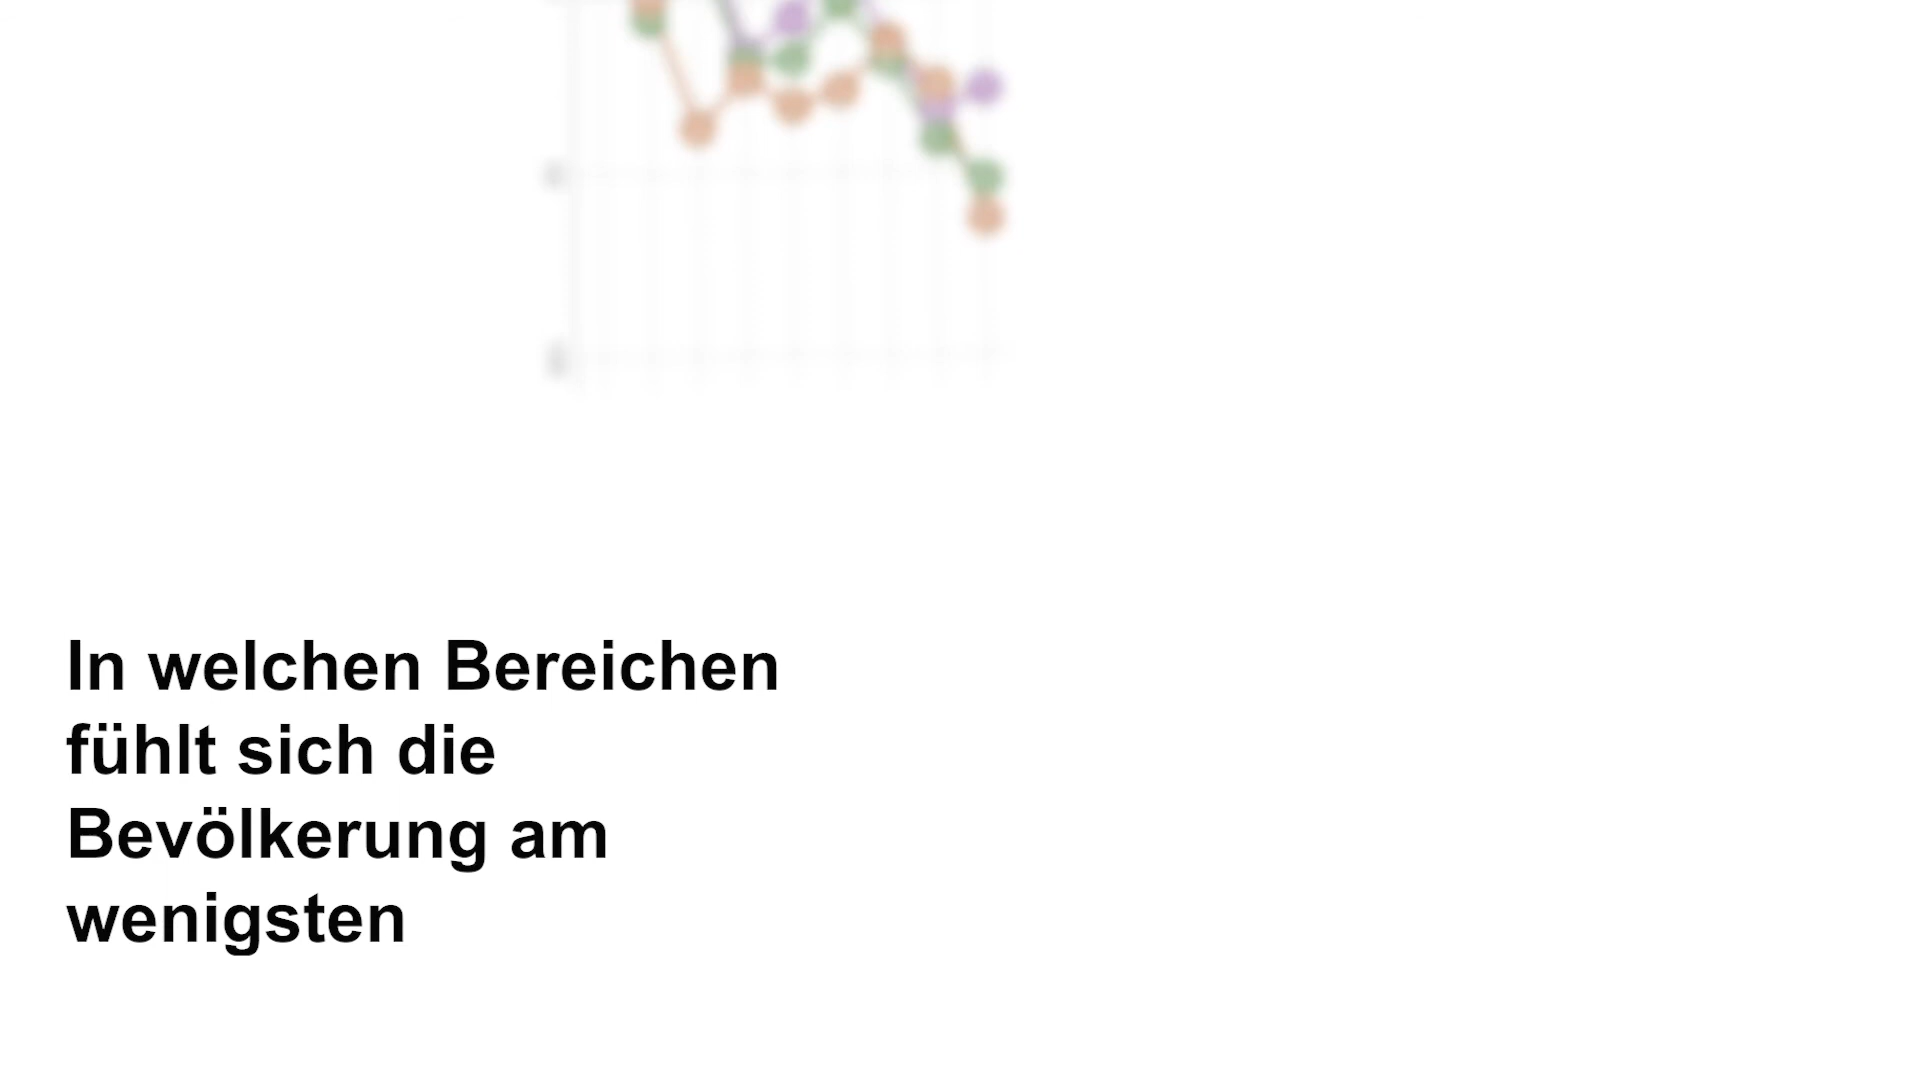 In welchen Bereichen
fühlt sich die
Bevölkerung am
wenigsten